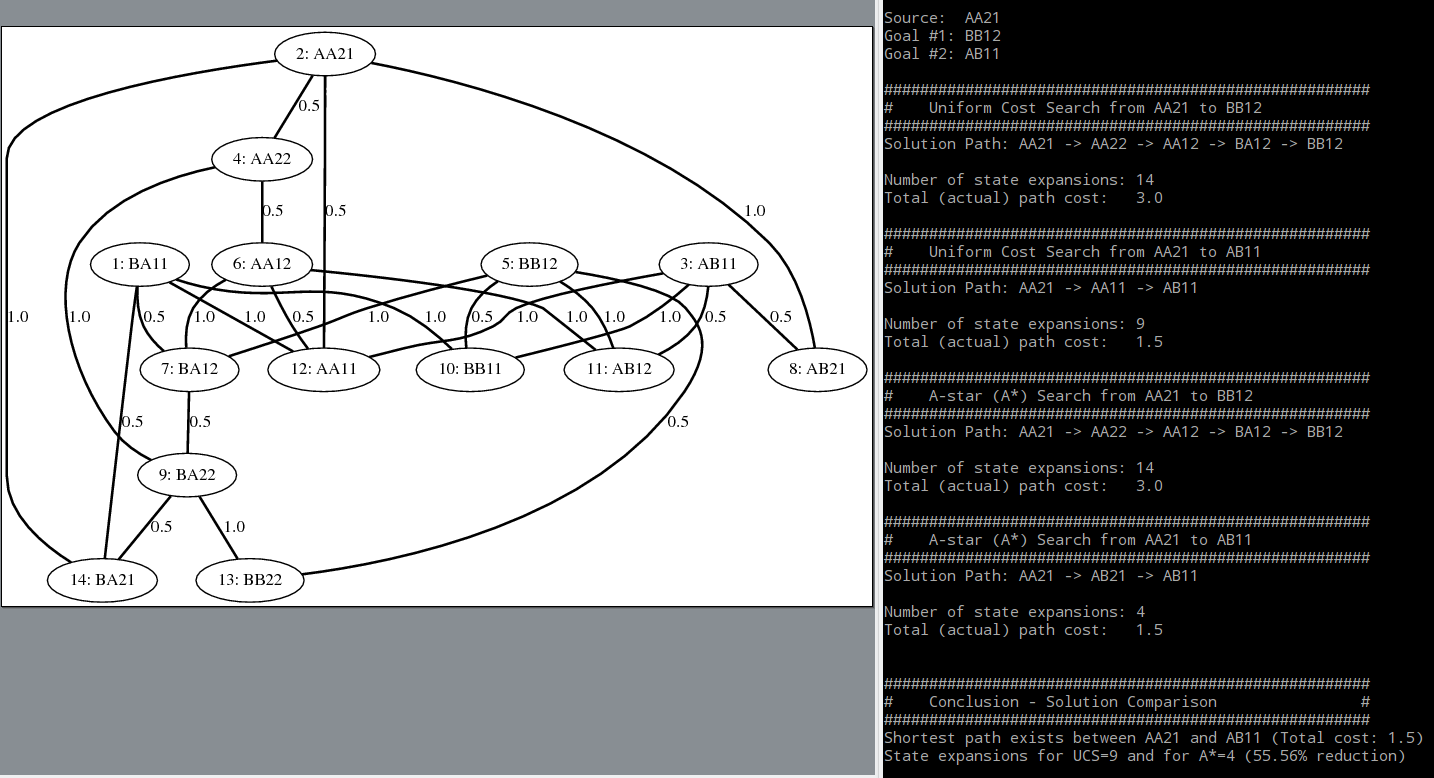 2: AA21
0.5
4: AA22
0.5
0.5
1.0
1: BA11
6: AA12
5: BB12
3: AB11
1.0
1.0
0.5
1.0
1.0
0.5
1.0
1.0
0.5
1.0
1.0
1.0
1.0
0.5
0.5
7: BA12
12: AA11
10: BB11
11: AB12
8: AB21
0.5
0.5
0.5
9: BA22
0.5
1.0
14: BA21
13: BB22
Source:  AA21
Goal #1: BB12
Goal #2: AB11
######################################################
#    Uniform Cost Search from AA21 to BB12
######################################################
Solution Path: AA21 -> AA22 -> AA12 -> BA12 -> BB12
Number of state expansions: 14
Total (actual) path cost:   3.0
######################################################
#    Uniform Cost Search from AA21 to AB11
######################################################
Solution Path: AA21 -> AA11 -> AB11
Number of state expansions: 9
Total (actual) path cost:   1.5
######################################################
#    A-star (A*) Search from AA21 to BB12
######################################################
Solution Path: AA21 -> AA22 -> AA12 -> BA12 -> BB12
Number of state expansions: 14
Total (actual) path cost:   3.0
######################################################
#    A-star (A*) Search from AA21 to AB11
######################################################
Solution Path: AA21 -> AB21 -> AB11
Number of state expansions: 4
Total (actual) path cost:   1.5
######################################################
#    Conclusion - Solution Comparison                #
######################################################
Shortest path exists between AA21 and AB11 (Total cost: 1.5)
State expansions for UCS=9 and for A*=4 (55.56% reduction)